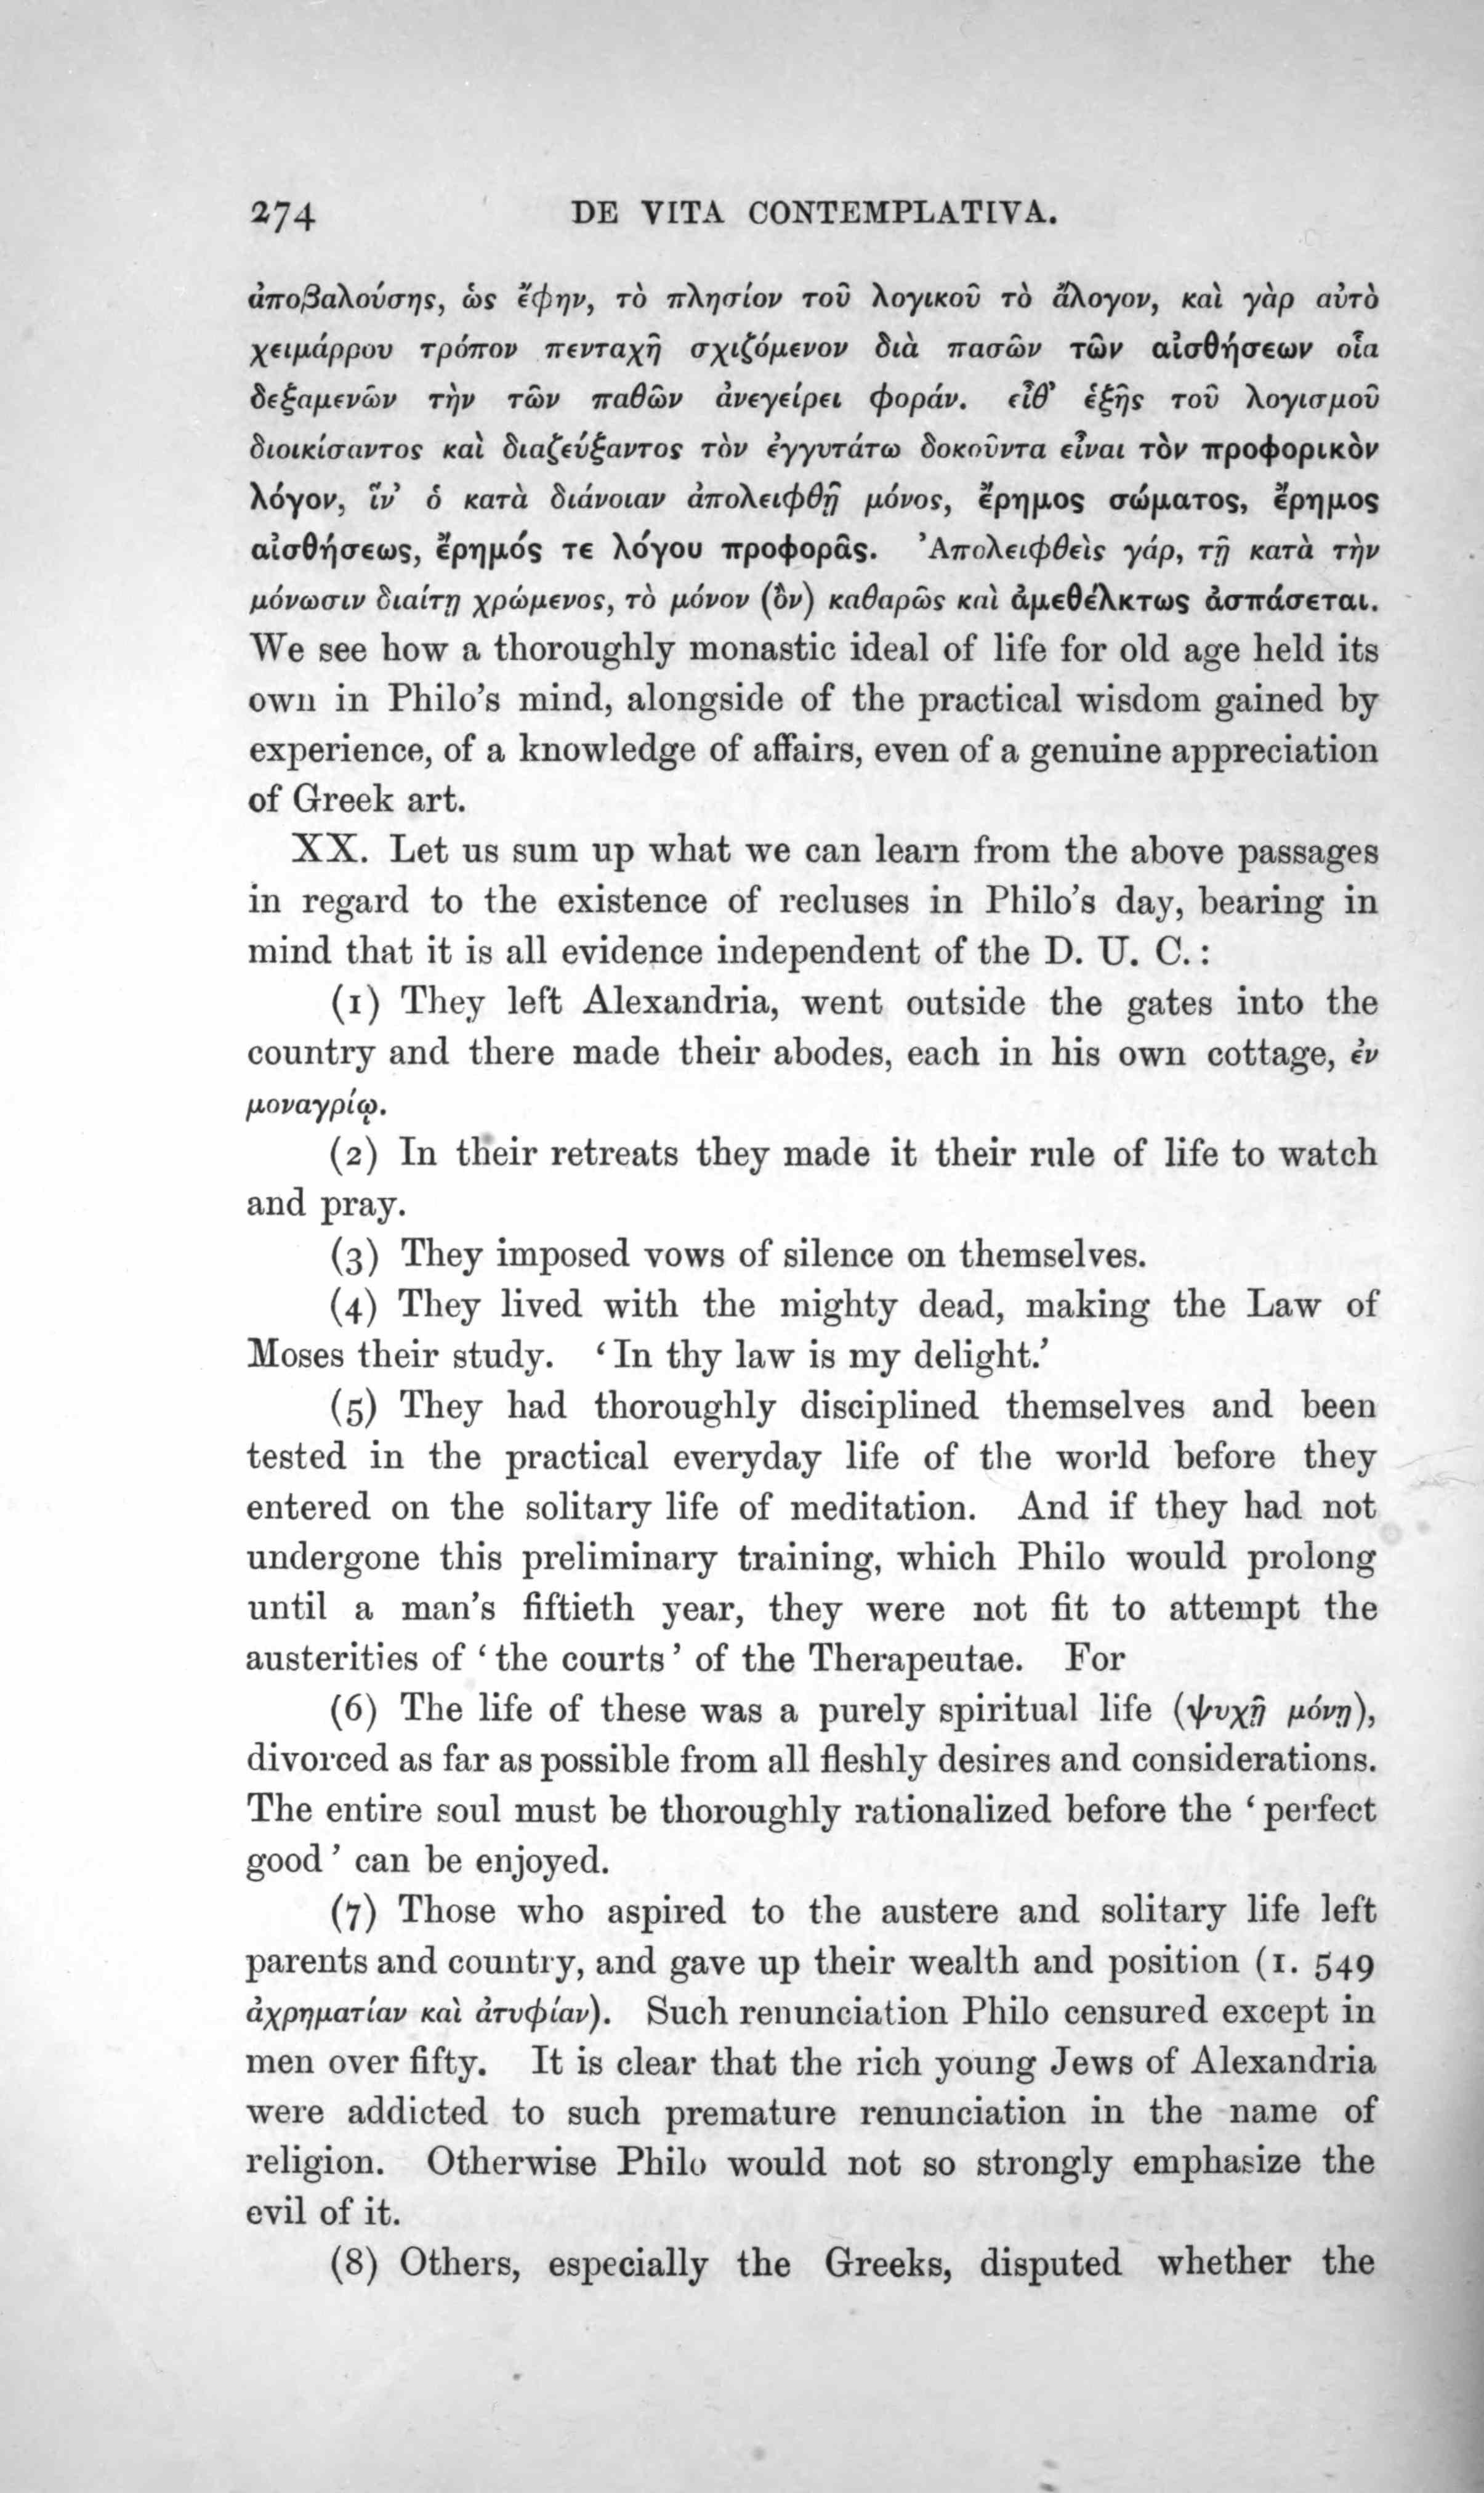 274 DE VITA CONTEMPLATIVA.
ἀποβαλούσης, ὡς ἔφην, τὸ πλησίον τοῦ λογικοῦ τὸ ἄλογον, καὶ γὰρ αὐτὸ
χειμάρρου τρόπον πενταχῆ σχιζόμενον διὰ πασῶν τῶν αἰσθήσεων οἷα
δεξαμενῶν τὴν τῶν παθῶν ἀνεγείρει φοράν. εἶθ' ἑξῆς τοῦ λογισμοῦ
διοικίσαντος καὶ διαζεύξαντος τὸν ἐγγυτάτω δοκοῦντα εἶναι τὸν προφορικὸν
λόγον, ἵν' ὁ κατὰ διάνοιαν ἀπολειφθῇ μόνος, ἔρημος σώματος, ἔρημος
αἰσθήσεως, ἔρημός τε λόγου προφορᾶς. Ἀπολειφθεὶς γάρ, τῇ κατὰ τὴν
μόνωσιν διαίτῃ χρώμενος, τὸ μόνον (ὂν) καθαρῶς καὶ ἀμεθέλκτως ἀσπάσεται.
We see how a thoroughly monastic ideal of life for old age held its
own in Philo's mind, alongside of the practical wisdom gained by
experience, of a knowledge of affairs, even of a genuine appreciation
of Greek art.
XX. Let us sum up what we can learn from the above passages
in regard to the existence of recluses in Philo's day, bearing in
mind that it is all evidence independent of the D. U. C.:
(1) They left Alexandria, went outside the gates into the
country and there made their abodes, each in his own cottage, ἐν
μοναγρίῳ.
(2) In their retreats they made it their rule of life to watch
and pray.
(3) They imposed vows of silence on themselves.
(4) They lived with the mighty dead, making the Law of
Moses their study. 'In thy law is my delight.'
(5) They had thoroughly disciplined themselves and been
tested in the practical everyday life of the world before they
entered on the solitary life of meditation. And if they had not
undergone this preliminary training, which Philo would prolong
until a man's fiftieth year, they were not fit to attempt the
austerities of 'the courts' of the Therapeutae. For
(6) The life of these was a purely spiritual life (ψυχῇ μόνῃ),
divorced as far as possible from all fleshly desires and considerations.
The entire soul must be thoroughly rationalized before the 'perfect
good' can be enjoyed.
(7) Those who aspired to the austere and solitary life left
parents and country, and gave up their wealth and position (1. 549
ἀχρηματίαν καὶ ἀτυφίαν). Such renunciation Philo censured except in
men over fifty. It is clear that the rich young Jews of Alexandria
were addicted to such premature renunciation in the name of
religion. Otherwise Philo would not so strongly emphasize the
evil of it.
(8) Others, especially the Greeks, disputed whether the